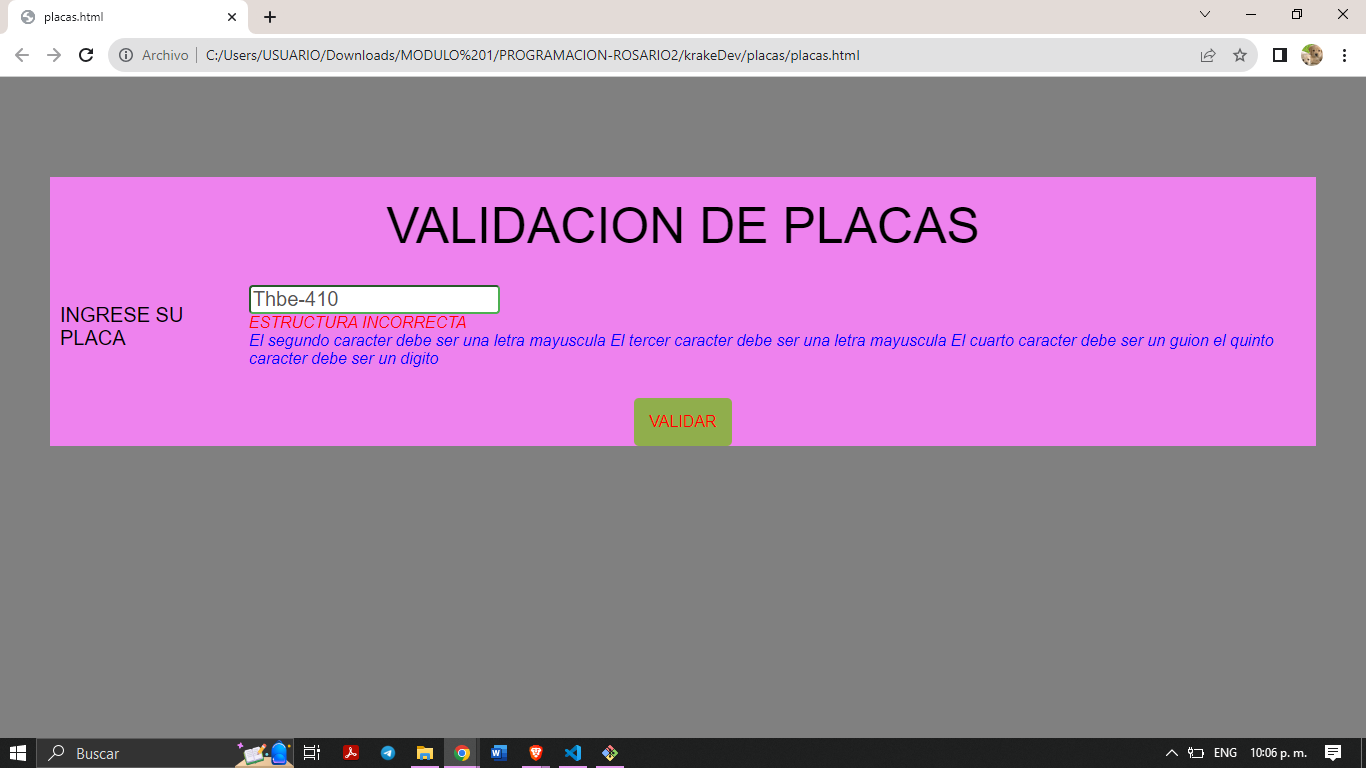 placas.html
Archivo
C:/Users/USUARIO/Downloads/MODULO%201/PROGRAMACION-ROSARIO2/krakeDev/placas/placas.html
VALIDACION DE PLACAS
INGRESE SU
PLACA
Thbe-410
ESTRUCTURA INCORRECTA
El segundo caracter debe ser una letra mayuscula El tercer caracter debe ser una letra mayuscula El cuarto caracter debe ser un guion el quinto
caracter debe ser un digito
VALIDAR
Buscar
ENG
10:06 p. m.